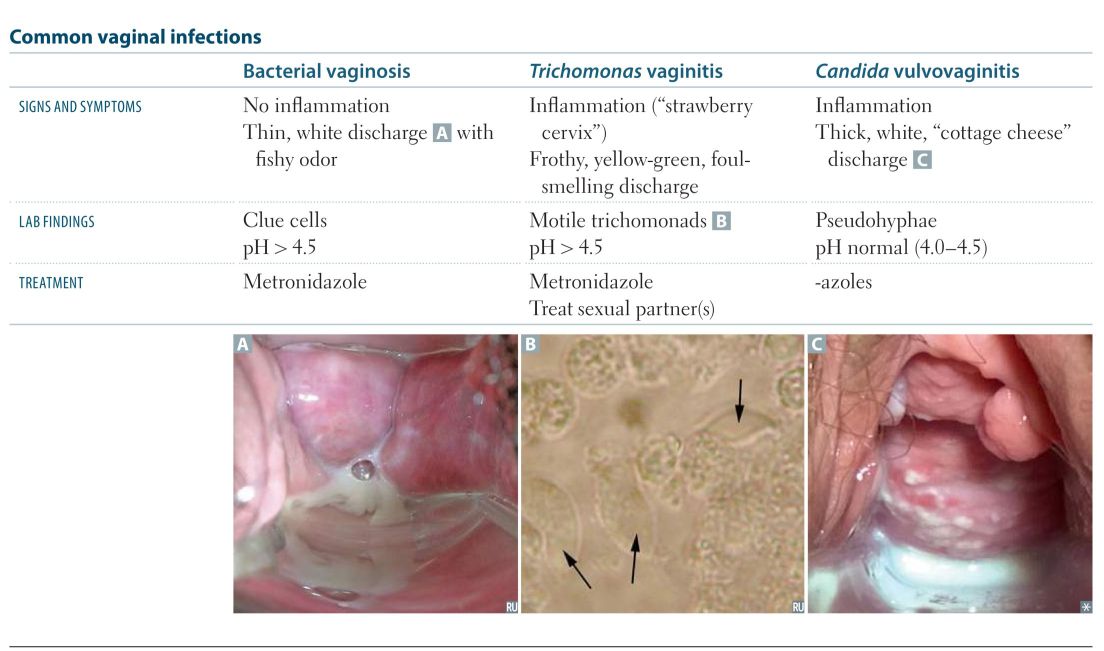 Common vaginal infections
Bacterial vaginosis Trichomonas vaginitis Candida vulvovaginitis
SIGNS AND SYMPTOMS No inflammation Inflammation (“strawberry Inflammation
Thin, white discharge A with cervix”) Thick, white, “cottage cheese”
fishy odor Frothy, yellow-green, foul- discharge C
smelling discharge
LAB FINDINGS Clue cells Motile trichomonads B Pseudohyphae
pH > 4.5 pH > 4.5 pH normal (4.0–4.5)
TREATMENT Metronidazole Metronidazole -azoles
Treat sexual partner(s)
A B C
RU RU *